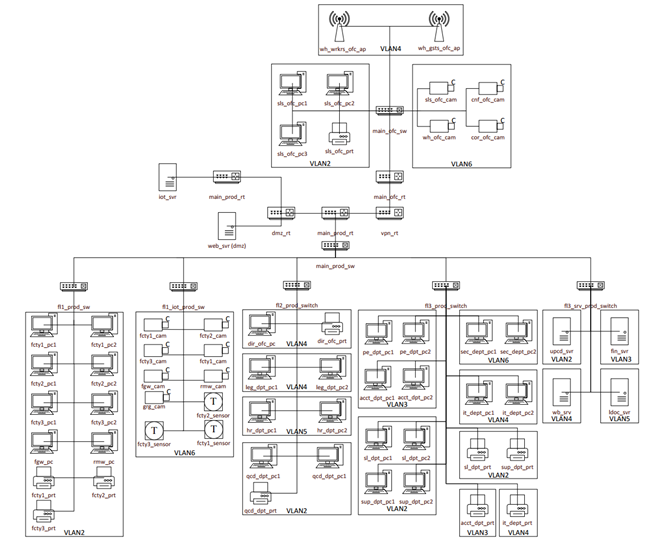 wh_wrkrs_ofc_ap
wh_gsts_ofc_ap
VLAN4
sls_ofc_pc1
sls_ofc_pc2
sls_ofc_pc3
sls_ofc_prt
VLAN2
main_ofc_sw
sls_ofc_cam
cnf_ofc_cam
wh_ofc_cam
cor_ofc_cam
VLAN6
iot_svr
main_prod_rt
main_ofc_rt
web_svr (dmz)
dmz_rt
main_prod_rt
vpn_rt
main_prod_sw
fl1_prod_sw
fl1_iot_prod_sw
fl2_prod_switch
fl3_prod_switch
fl3_srv_prod_switch
fcty1_pc1
fcty1_pc2
fcty2_pc1
fcty2_pc2
fcty3_pc1
fcty3_pc2
fgw_pc
rmw_pc
fcty1_prt
fcty2_prt
fcty3_prt
VLAN2
fcty1_cam
fcty2_cam
fcty3_cam
fcty1_cam
fgw_cam
rmw_cam
grg_cam
T
fcty2_sensor
T
T
fcty3_sensor
fcty1_sensor
VLAN6
dir_ofc_pc
dir_ofc_prt
VLAN4
leg_dpt_pc1
leg_dpt_pc2
VLAN4
hr_dpt_pc1
hr_dpt_pc2
VLAN5
qcd_dpt_pc1
qcd_dpt_pc1
qcd_dpt_prt
VLAN2
pe_dpt_pc1
pe_dpt_pc2
acct_dpt_pc1
acct_dpt_pc2
VLAN3
sl_dpt_pc1
sl_dpt_pc2
sup_dpt_pc1
sup_dpt_pc2
VLAN2
sec_dept_pc1
sec_dept_pc2
VLAN6
it_dept_pc1
it_dept_pc2
VLAN4
sl_dpt_prt
sup_dpt_prt
VLAN2
acct_dpt_prt
VLAN3
it_dept_prt
VLAN4
upcd_svr
VLAN2
fin_svr
VLAN3
wb_srv
VLAN4
ldoc_svr
VLAN5